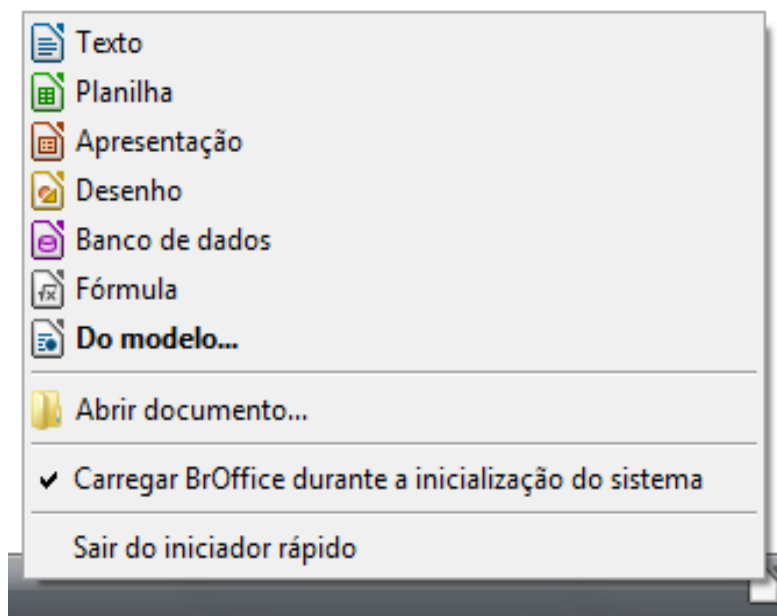 Texto
Planilha
Apresentação
Desenho
Banco de dados
Fórmula
Do modelo...
Abrir documento...
Carregar BrOffice durante a inicialização do sistema
Sair do iniciador rápido